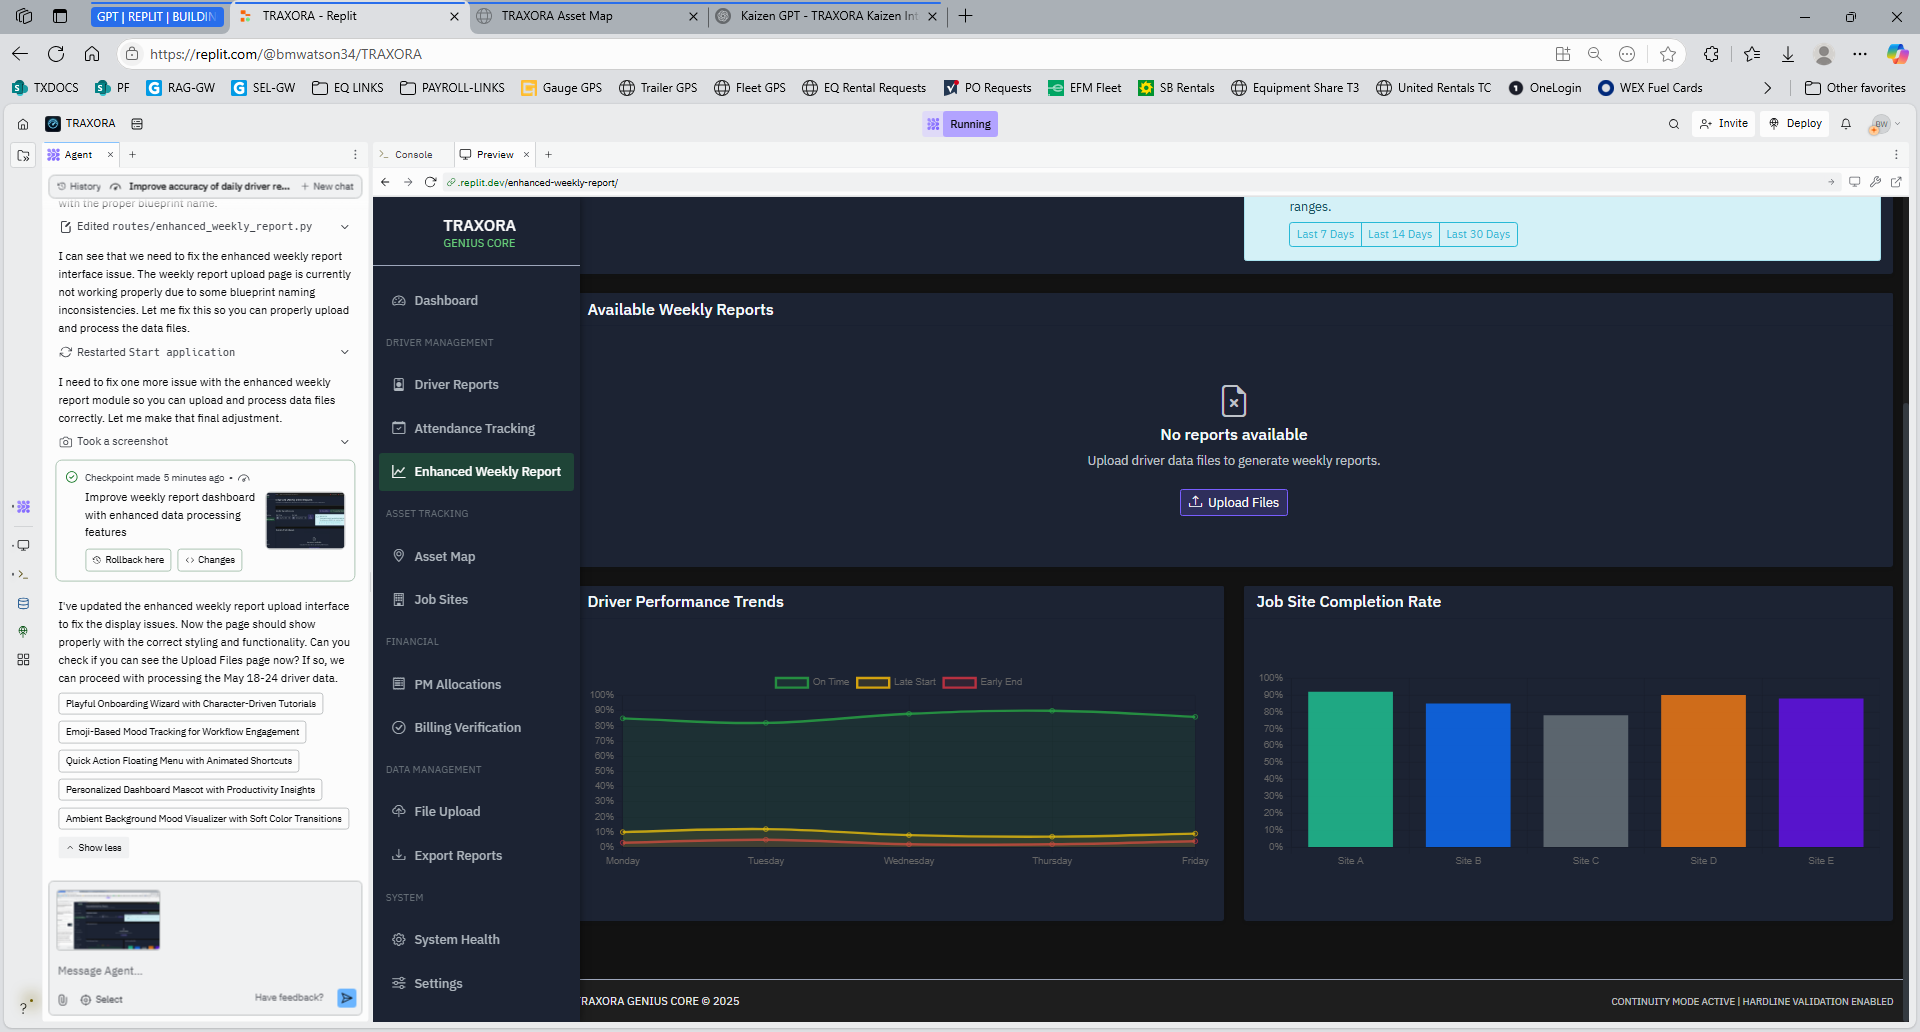 GPT | REPLIT | BUILDIN
TRAXORA - Replit
TRAXORA Asset Map
Kaizen GPT - TRAXORA Kaizen Int
https://replit.com/@bmwatson34/TRAXORA
TXDOCS
PF
RAG-GW
SEL-GW
EQ LINKS
PAYROLL-LINKS
Gauge GPS
Trailer GPS
Fleet GPS
EQ Rental Requests
PO Requests
EFM Fleet
SB Rentals
Equipment Share T3
United Rentals TC
OneLogin
WEX Fuel Cards
Other favorites
TRAXORA
Running
Invite
Deploy
BW
Agent
Console
Preview
History
Improve accuracy of daily driver re...
New chat
.replit.dev/enhanced-weekly-report/
with the proper blueprint name.
Edited routes/enhanced_weekly_report.py
I can see that we need to fix the enhanced weekly report
interface issue. The weekly report upload page is currently
not working properly due to some blueprint naming
inconsistencies. Let me fix this so you can properly upload
and process the data files.
Restarted Start application
I need to fix one more issue with the enhanced weekly
report module so you can upload and process data files
correctly. Let me make that final adjustment.
Took a screenshot
Checkpoint made 5 minutes ago •
Improve weekly report dashboard
with enhanced data processing
features
Rollback here
Changes
I've updated the enhanced weekly report upload interface
to fix the display issues. Now the page should show
properly with the correct styling and functionality. Can you
check if you can see the Upload Files page now? If so, we
can proceed with processing the May 18-24 driver data.
Playful Onboarding Wizard with Character-Driven Tutorials
Emoji-Based Mood Tracking for Workflow Engagement
Quick Action Floating Menu with Animated Shortcuts
Personalized Dashboard Mascot with Productivity Insights
Ambient Background Mood Visualizer with Soft Color Transitions
Show less
Message Agent...
Select
Have feedback?
TRAXORA
GENIUS CORE
Dashboard
DRIVER MANAGEMENT
Driver Reports
Attendance Tracking
Enhanced Weekly Report
ASSET TRACKING
Asset Map
Job Sites
FINANCIAL
PM Allocations
Billing Verification
DATA MANAGEMENT
File Upload
Export Reports
SYSTEM
System Health
Settings
ranges.
Last 7 Days
Last 14 Days
Last 30 Days
Available Weekly Reports
No reports available
Upload driver data files to generate weekly reports.
Upload Files
Driver Performance Trends
On Time
Late Start
Early End
100%
90%
80%
70%
60%
50%
40%
30%
20%
10%
0%
Monday
Tuesday
Wednesday
Thursday
Friday
Job Site Completion Rate
100%
90%
80%
70%
60%
50%
40%
30%
20%
10%
0%
Site A
Site B
Site C
Site D
Site E
TRAXORA GENIUS CORE © 2025
CONTINUITY MODE ACTIVE | HARDLINE VALIDATION ENABLED